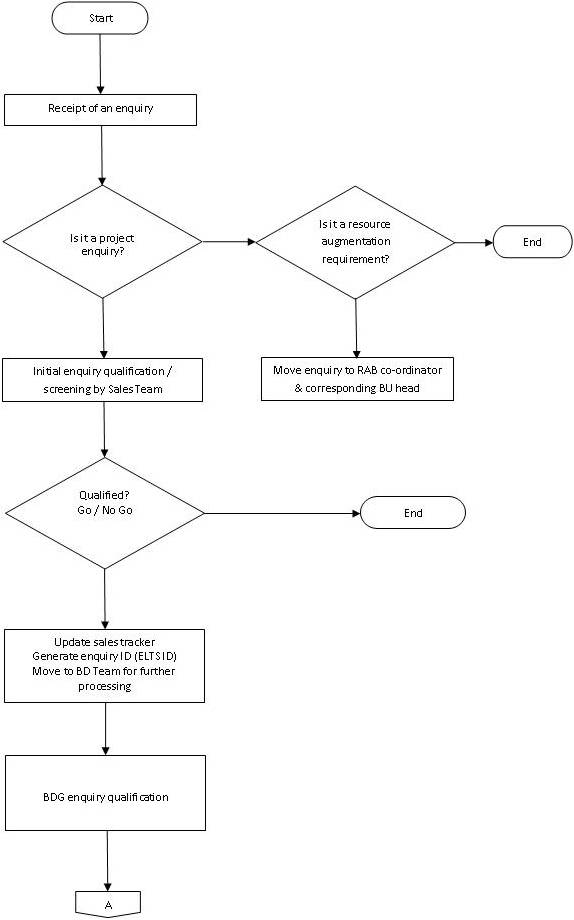 Start
Receipt of an enquiry
Is it a project
enquiry?
Is it a resource
augmentation
requirement?
End
Initial enquiry qualification /
screening by Sales Team
Move enquiry to RAB co-ordinator
& corresponding BU head
Qualified?
Go / No Go
End
Update sales tracker
Generate enquiry ID (ELTSID)
Move to BD Team for further
processing
BDG enquiry qualification
A